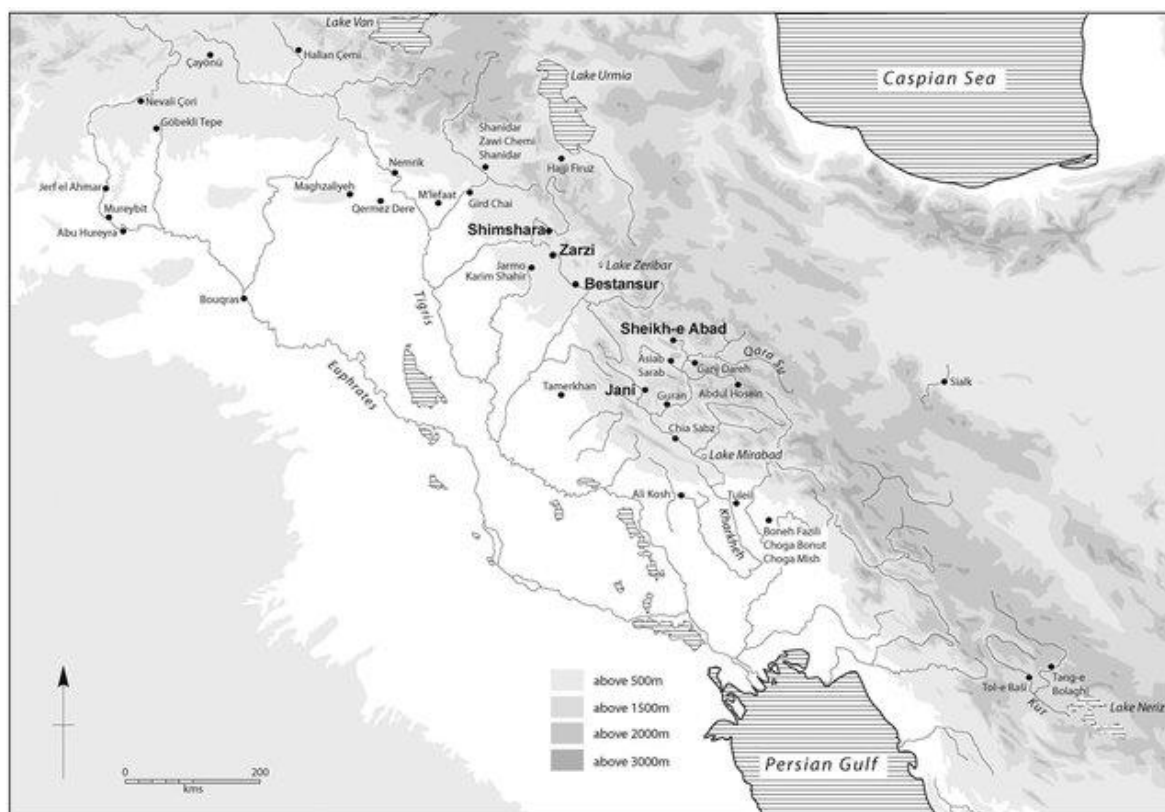 Lake Van
Caspian Sea
Çayönü
Hallan Çemi
Lake Urmia
Nevali Çori
Göbekli Tepe
Shanidar
Zawi Chemi
Shanidar
Hajji Firuz
Nemrik
Jerf el Ahmar
Maghzaliyeh
Qermez Dere
M'lefaat
Gird Chai
Mureybit
Abu Hureyra
Shimshara
Zarzi
Jarmo
Karim Shahir
Lake Zeribar
Bestansur
Bouqras
Tigris
Sheikh-e Abad
Qara Su
Asiab
Sarab
Ganj Dareh
Euphrates
Tamerkhan
Jani
Guran
Abdul Hosein
Sialk
Chia Sabz
Lake Mirabad
Ali Kosh
Tuleil
Kharkheh
Boneh Fazili
Choga Bonut
Choga Mish
above 500m
above 1500m
above 2000m
above 3000m
Tol-e Baši
Tang-e
Bolaghi
Kur
Lake Neriz
0 200
kms
Persian Gulf